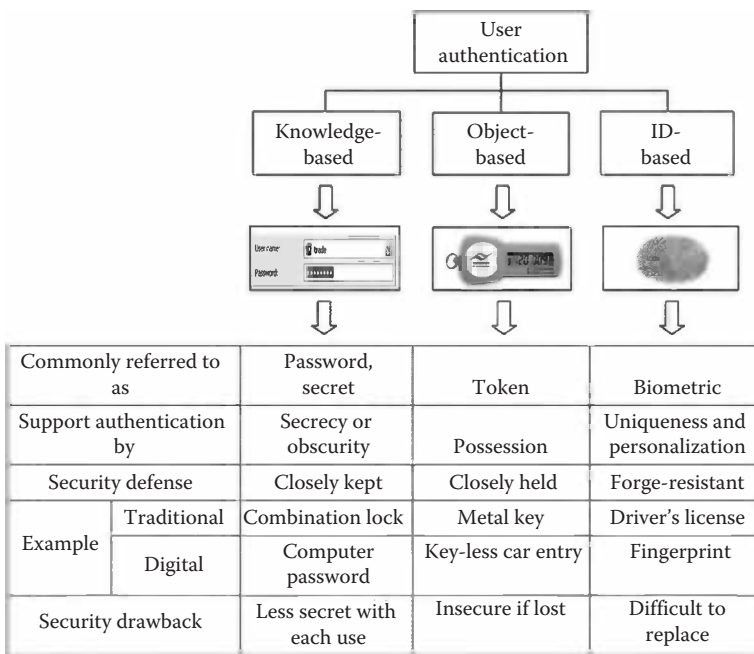 User
authentication
Knowledge-
based
Object-
based
ID-
based
User name:
trade
Password:
Commonly referred to
as
Password,
secret
Token
Biometric
Support authentication
by
Secrecy or
obscurity
Possession
Uniqueness and
personalization
Security defense
Closely kept
Closely held
Forge-resistant
Example
Traditional
Combination lock
Metal key
Driver's license
Digital
Computer
password
Key-less car entry
Fingerprint
Security drawback
Less secret with
each use
Insecure if lost
Difficult to
replace